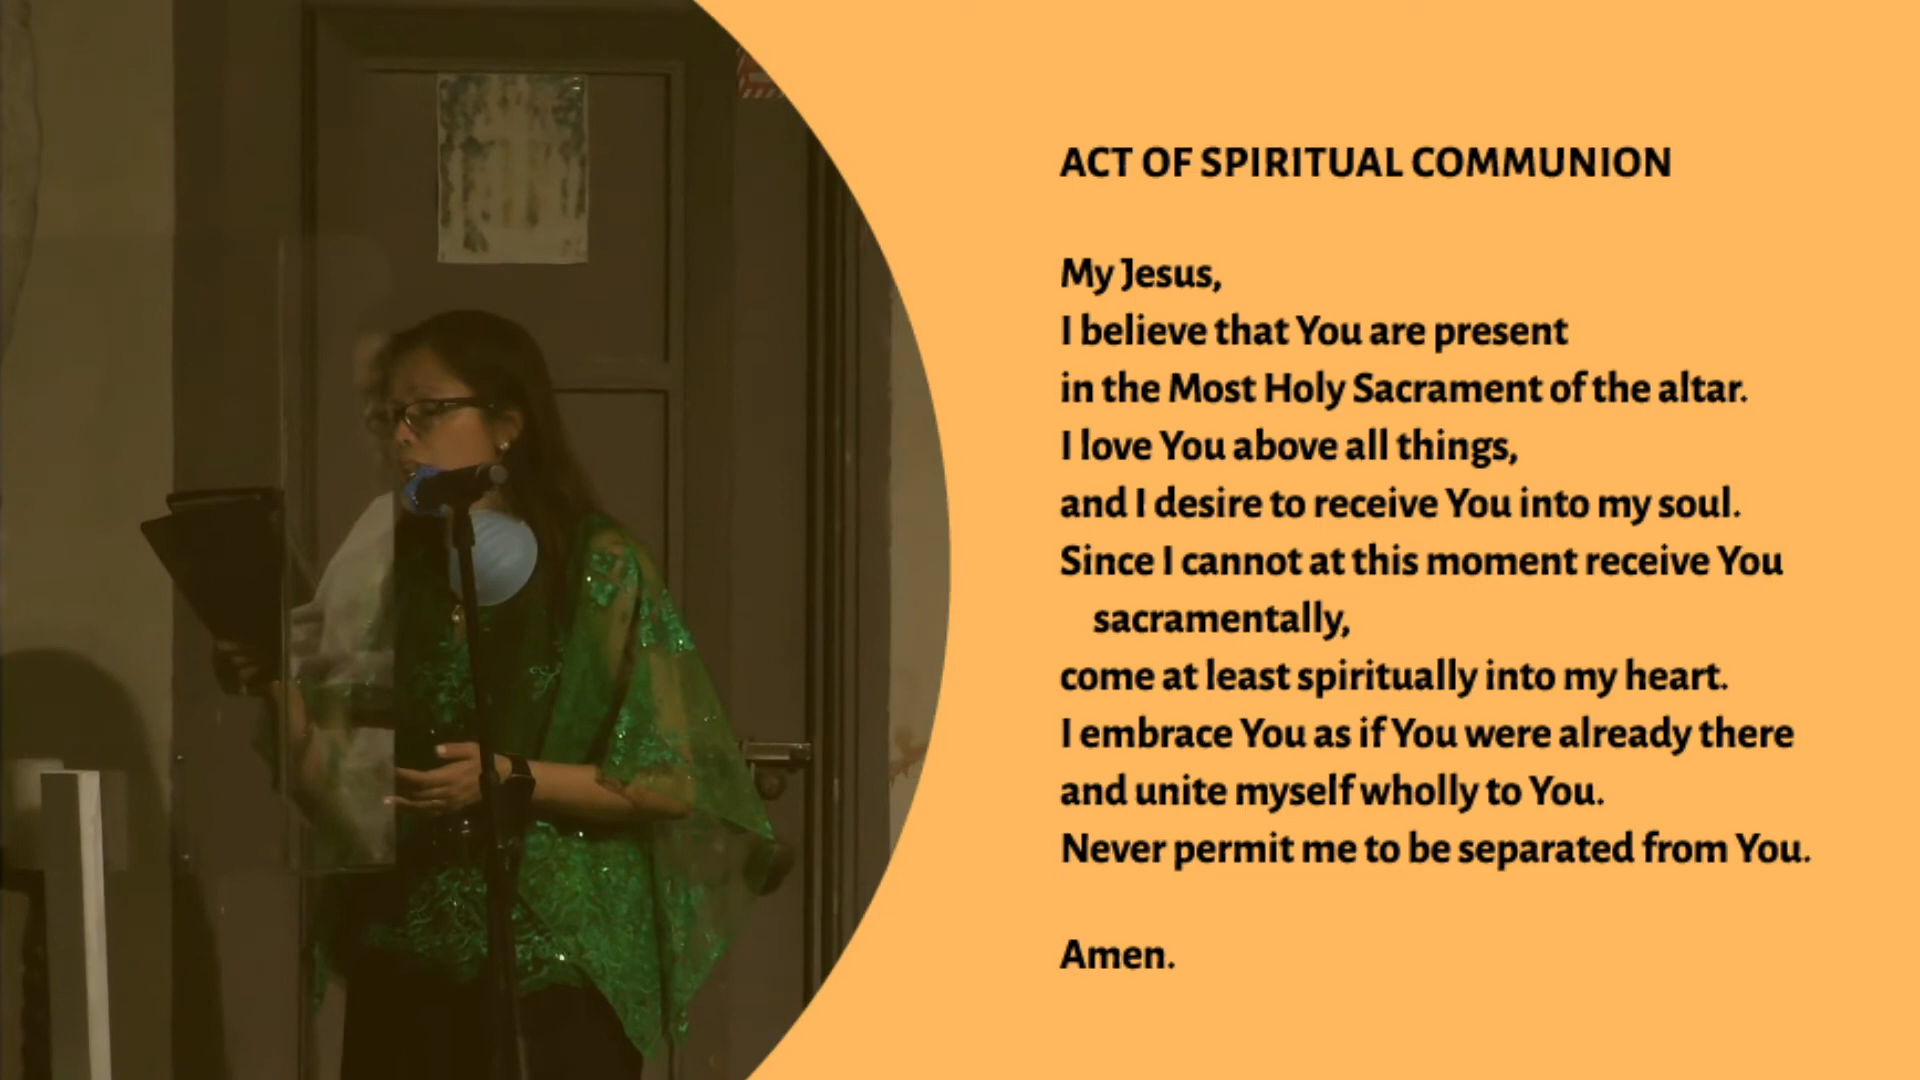 ACT OF SPIRITUAL COMMUNION
My Jesus,
I believe that You are present
in the Most Holy Sacrament of the altar.
I love You above all things,
and I desire to receive You into my soul.
Since I cannot at this moment receive You
sacramentally,
come at least spiritually into my heart.
I embrace You as if You were already there
and unite myself wholly to You.
Never permit me to be separated from You.
Amen.